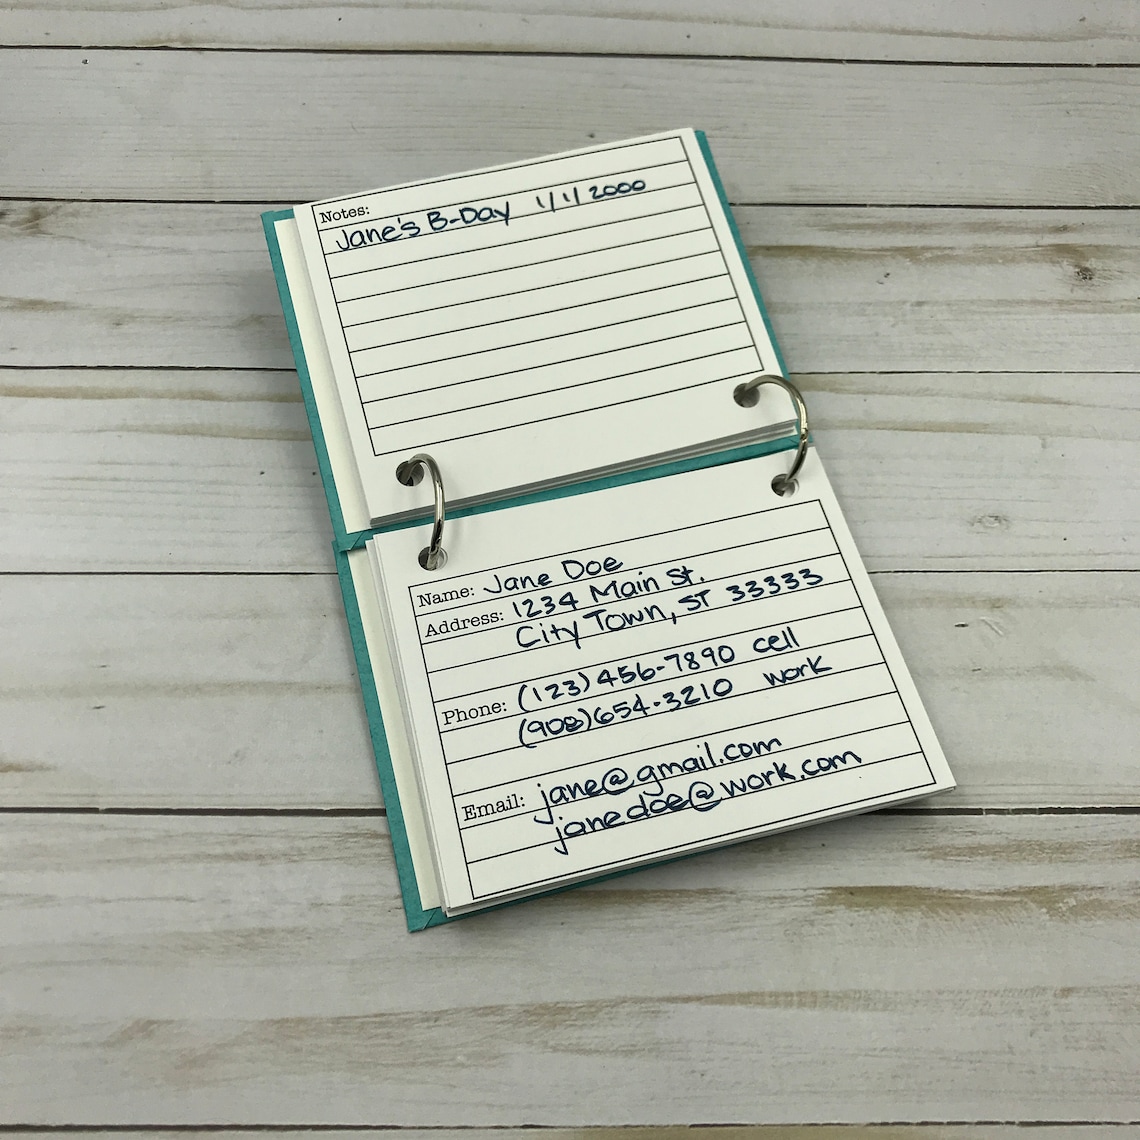 Notes:
Jane's B-Day 1/1/2000
Name: Jane Doe
Address: 1234 Main St.
City Town, ST 33333
Phone: (123)456-7890 cell
(908)654-3210 work
Email: jane@gmail.com
janedoe@work.com